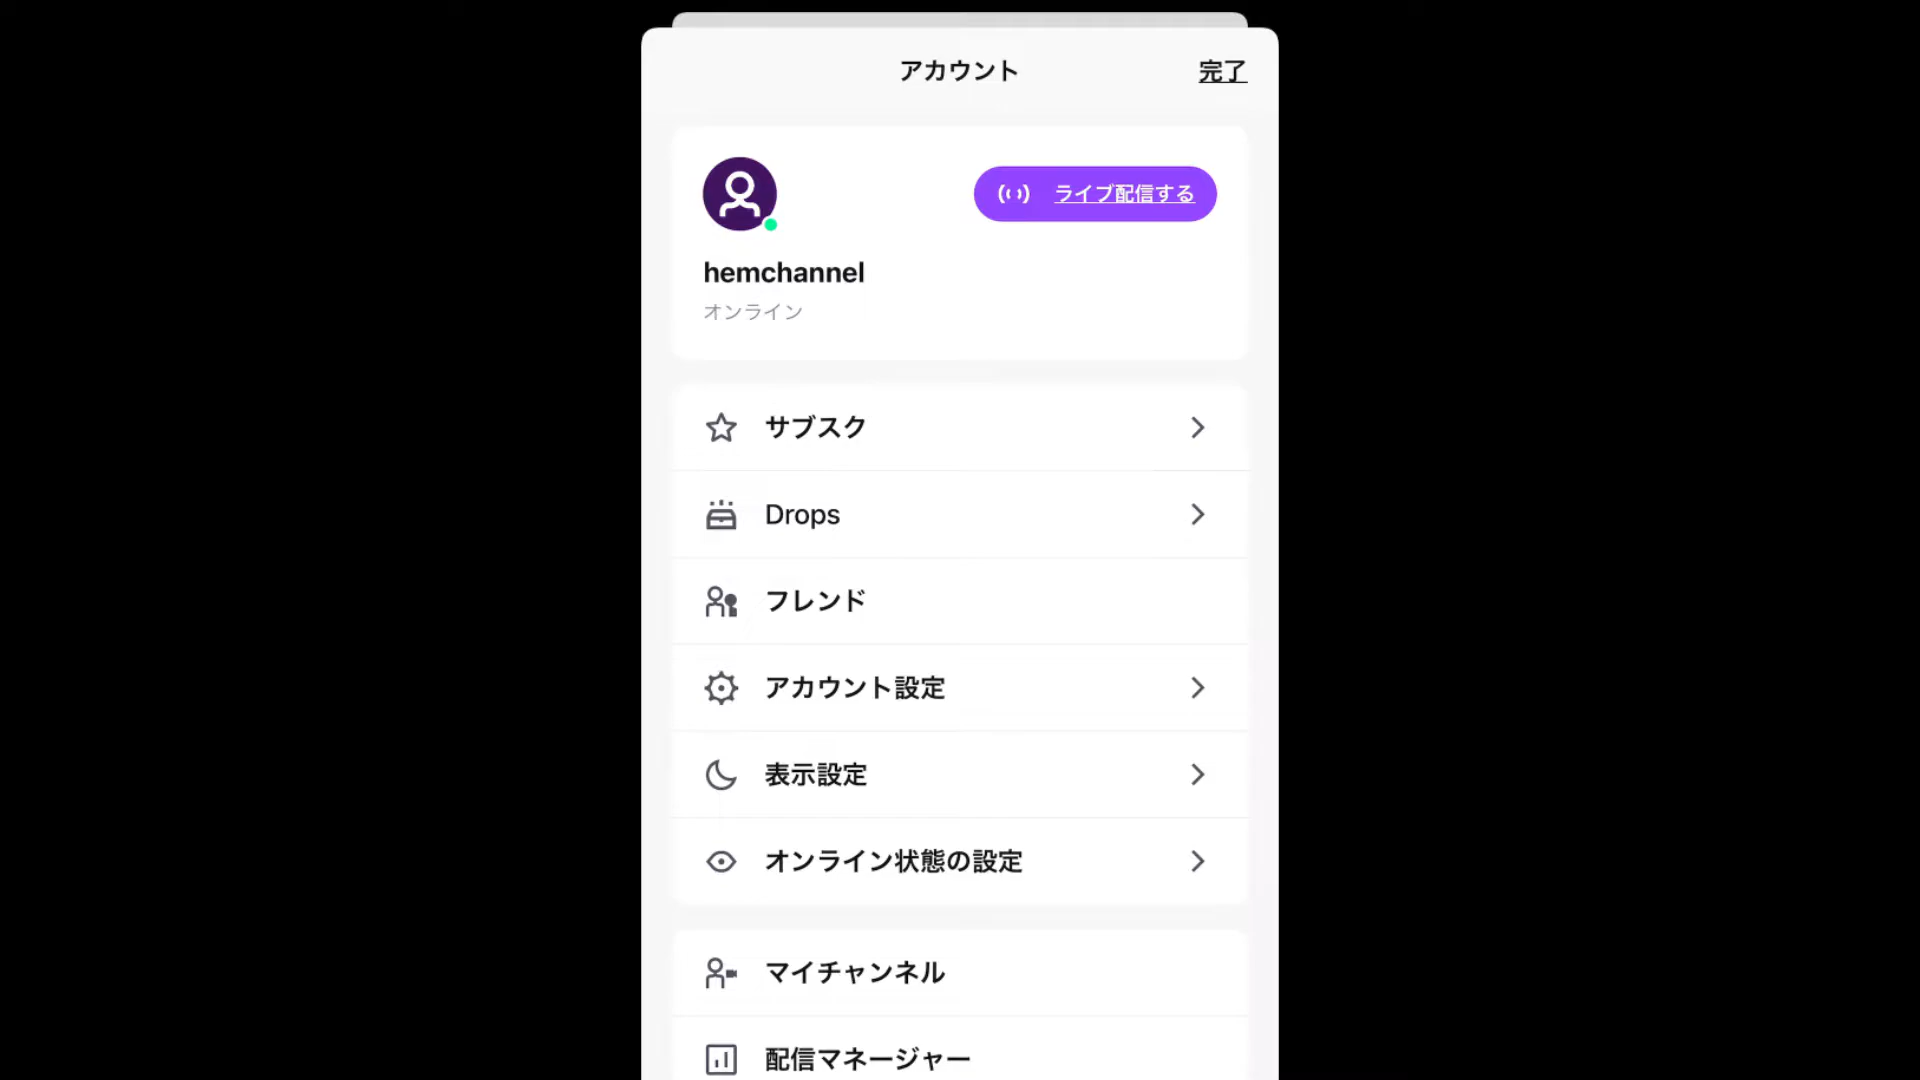 アカウント
完了
ライブ配信する
hemchannel
オンライン
サブスク
Drops
フレンド
アカウント設定
表示設定
オンライン状態の設定
マイチャンネル
配信マネージャー